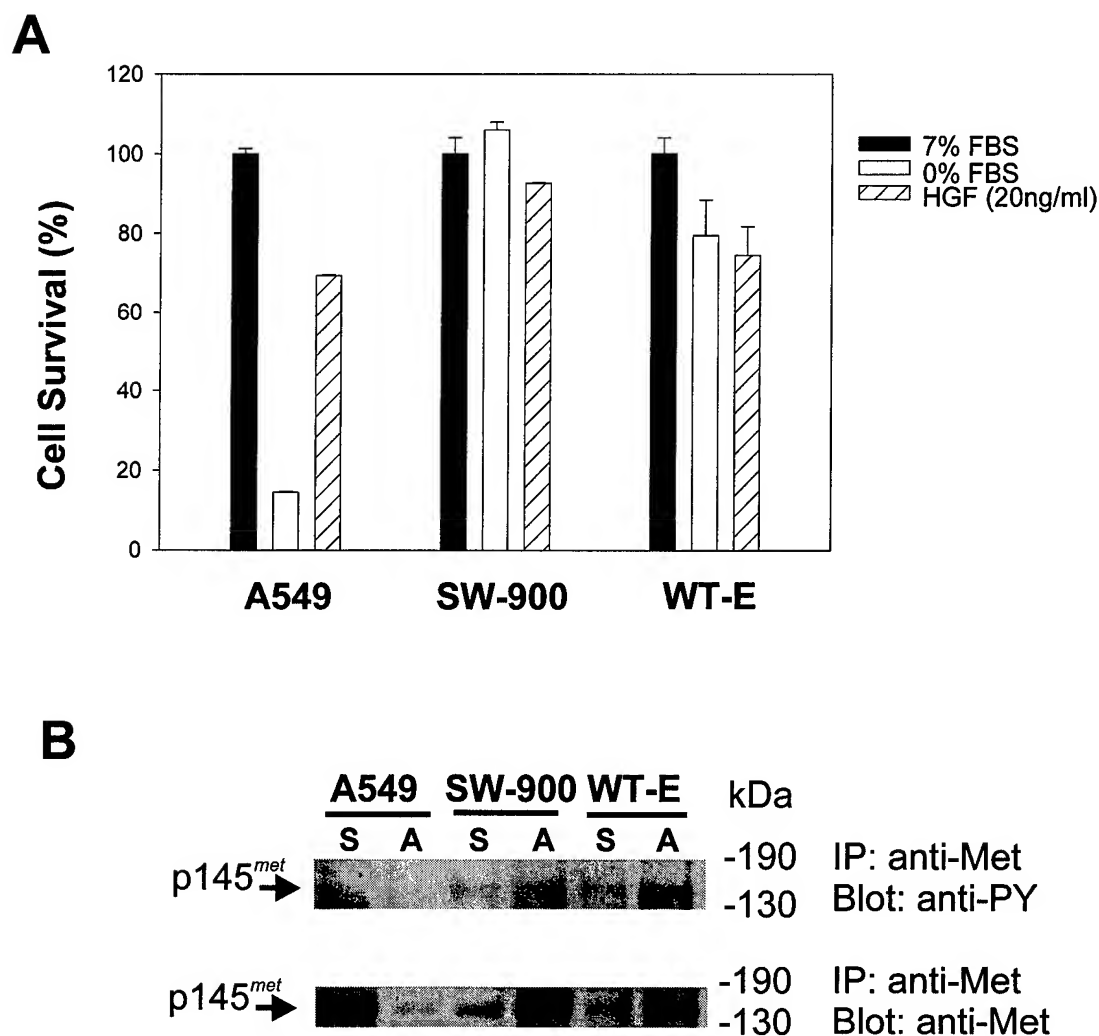 A
120
100
80
60
40
20
0
Cell Survival (%)
7% FBS
0% FBS
HGF (20ng/ml)
A549 SW-900 WT-E
B
A549 SW-900 WT-E kDa
S A S A S A
p145met
-190 IP: anti-Met
-130 Blot: anti-PY
p145met
-190 IP: anti-Met
-130 Blot: anti-Met